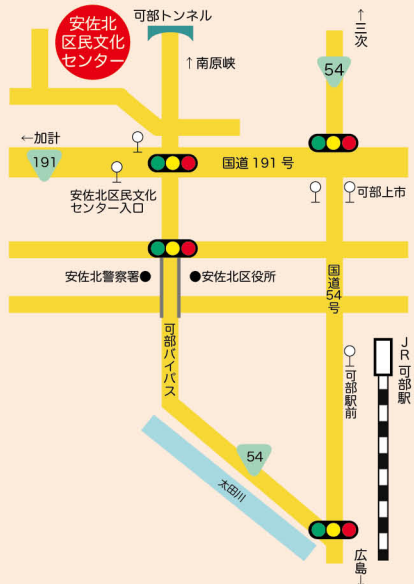 安佐北
区民文化
センター
可部トンネル
↑南原峡
↑三次
54
←加計
191
国道191号
安佐北区民文化
センター入口
可部上市
安佐北警察署
安佐北区役所
国道54号
可部バイパス
JR可部駅
可部駅前
54
太田川
広島→